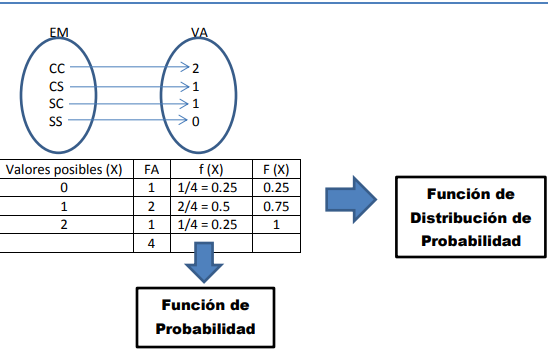 EM VA
CC 2
CS 1
SC 1
SS 0
Valores posibles (X) FA f (X) F (X)
0 1 1/4 = 0.25 0.25
1 2 2/4 = 0.5 0.75
2 1 1/4 = 0.25 1
4
Función de
Distribución de
Probabilidad
Función de
Probabilidad